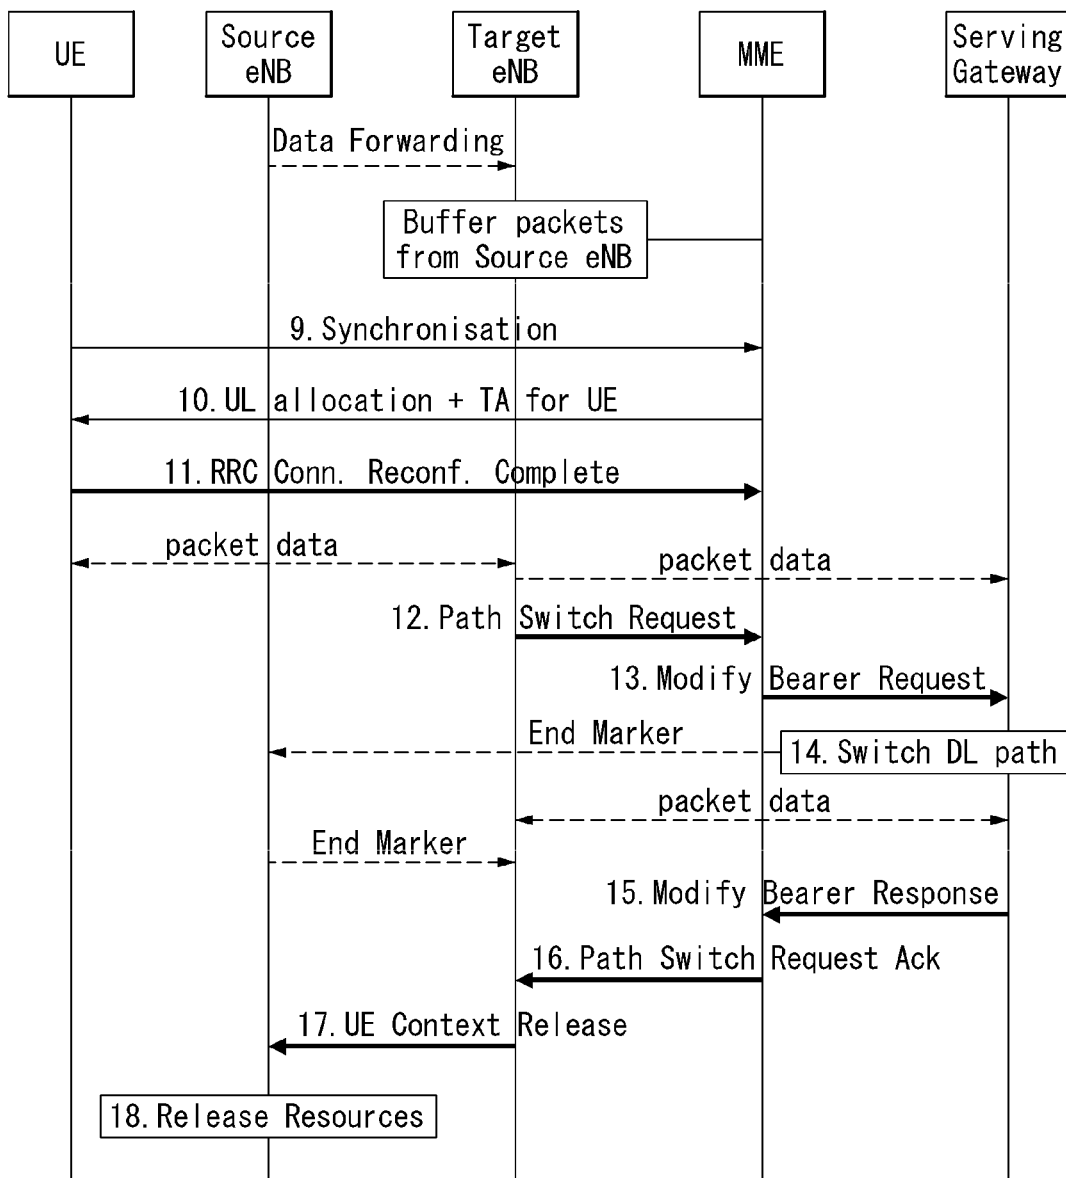 UE
Source
eNB
Target
eNB
MME
Serving
Gateway
Data Forwarding
Buffer packets
from Source eNB
9.Synchronisation
10.UL allocation + TA for UE
11.RRC Conn. Reconf. Complete
packet data
packet data
12.Path Switch Request
13.Modify Bearer Request
End Marker
14.Switch DL path
packet data
End Marker
15.Modify Bearer Response
16.Path Switch Request Ack
17.UE Context Release
18.Release Resources